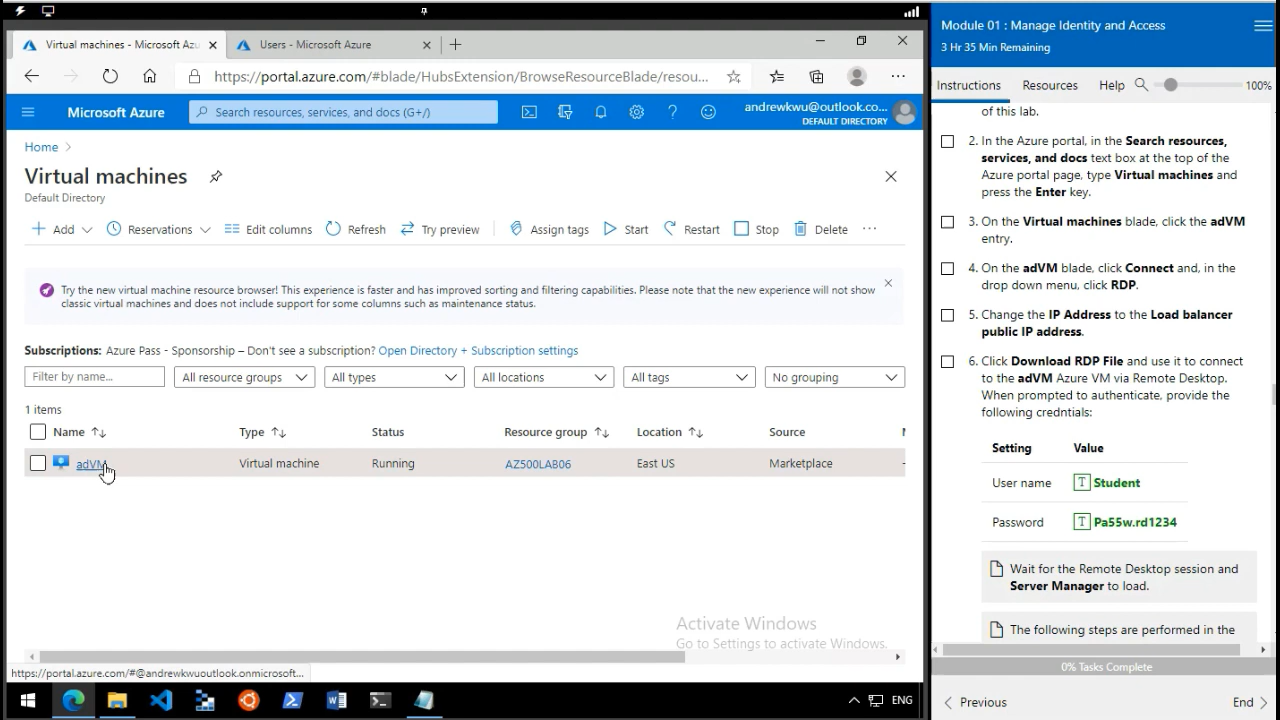 Virtual machines - Microsoft Azu
Users - Microsoft Azure
https://portal.azure.com/#blade/HubsExtension/BrowseResourceBlade/resou...
Microsoft Azure
Search resources, services, and docs (G+/)
andrewkwu@outlook.co...
DEFAULT DIRECTORY
Home
Virtual machines
Default Directory
Add
Reservations
Edit columns
Refresh
Try preview
Assign tags
Start
Restart
Stop
Delete
Try the new virtual machine resource browser! This experience is faster and has improved sorting and filtering capabilities. Please note that the new experience will not show
classic virtual machines and does not include support for some columns such as maintenance status.
Subscriptions: Azure Pass - Sponsorship – Don't see a subscription? Open Directory + Subscription settings
Filter by name...
All resource groups
All types
All locations
All tags
No grouping
1 items
Name
Type
Status
Resource group
Location
Source
adVM
Virtual machine
Running
AZ500LAB06
East US
Marketplace
Activate Windows
Go to Settings to activate Windows.
https://portal.azure.com/#@andrewkwuoutlook.onmicrosoft...
ENG
Module 01 : Manage Identity and Access
3 Hr 35 Min Remaining
Instructions
Resources
Help
100%
of this lab.
2. In the Azure portal, in the Search resources,
services, and docs text box at the top of the
Azure portal page, type Virtual machines and
press the Enter key.
3. On the Virtual machines blade, click the adVM
entry.
4. On the adVM blade, click Connect and, in the
drop down menu, click RDP.
5. Change the IP Address to the Load balancer
public IP address.
6. Click Download RDP File and use it to connect
to the adVM Azure VM via Remote Desktop.
When prompted to authenticate, provide the
following credntials:
Setting
Value
User name
T Student
Password
T Pa55w.rd1234
Wait for the Remote Desktop session and
Server Manager to load.
The following steps are performed in the
0% Tasks Complete
Previous
End